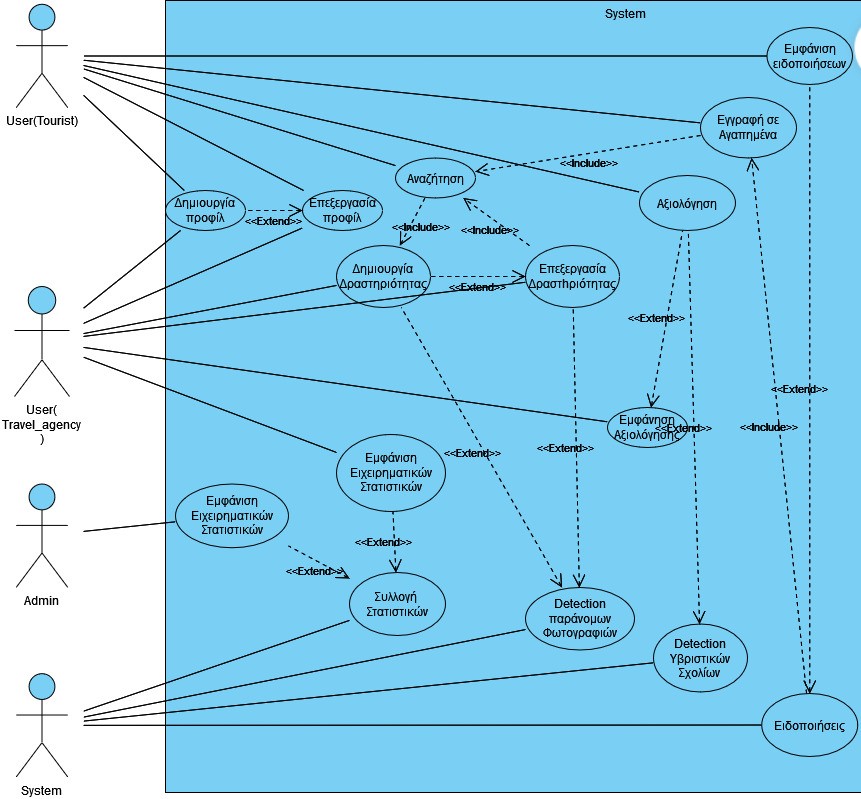 System
User(Tourist)
Εμφάνιση
ειδοποιήσεων
Εγγραφή σε
Αγαπημένα
<<Include>>
Αναζήτηση
Δημιουργία
προφίλ
<<Extend>>
Επεξεργασία
προφίλ
Αξιολόγηση
<<Include>>
<<Include>>
Δημιουργία
Δραστηριότητας
<<Extend>>
Επεξεργασία
Δραστηριότητας
<<Extend>>
User(
Travel_agency
)
<<Extend>>
Εμφάνηση
Αξιολόγησης
<<Extend>>
<<Include>>
<<Extend>>
<<Extend>>
Εμφάνιση
Ειχειρηματικών
Στατιστικών
Εμφάνιση
Ειχειρηματικών
Στατιστικών
<<Extend>>
<<Extend>>
Admin
Συλλογή
Στατιστικών
Detection
παράνομων
Φωτογραφιών
Detection
Υβριστικών
Σχολίων
Ειδοποιήσεις
System